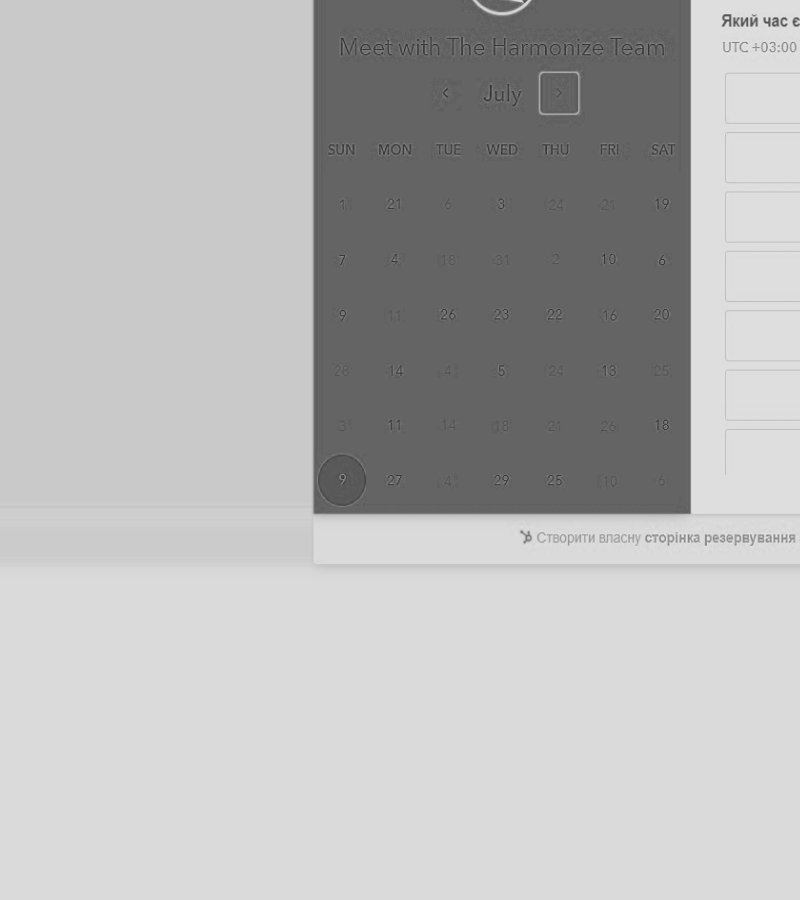 Який час є
Meet with The Harmonize Team
UTC +03:00
July
SUN MON TUE WED THU FRI SAT
1 21 6 3 24 21 19
7 4 18 31 2 10 6
9 11 26 23 22 16 20
28 14 4 5 24 13 25
3 11 14 18 21 26 18
9 27 4 29 25 10 6
Створити власну сторінка резервування